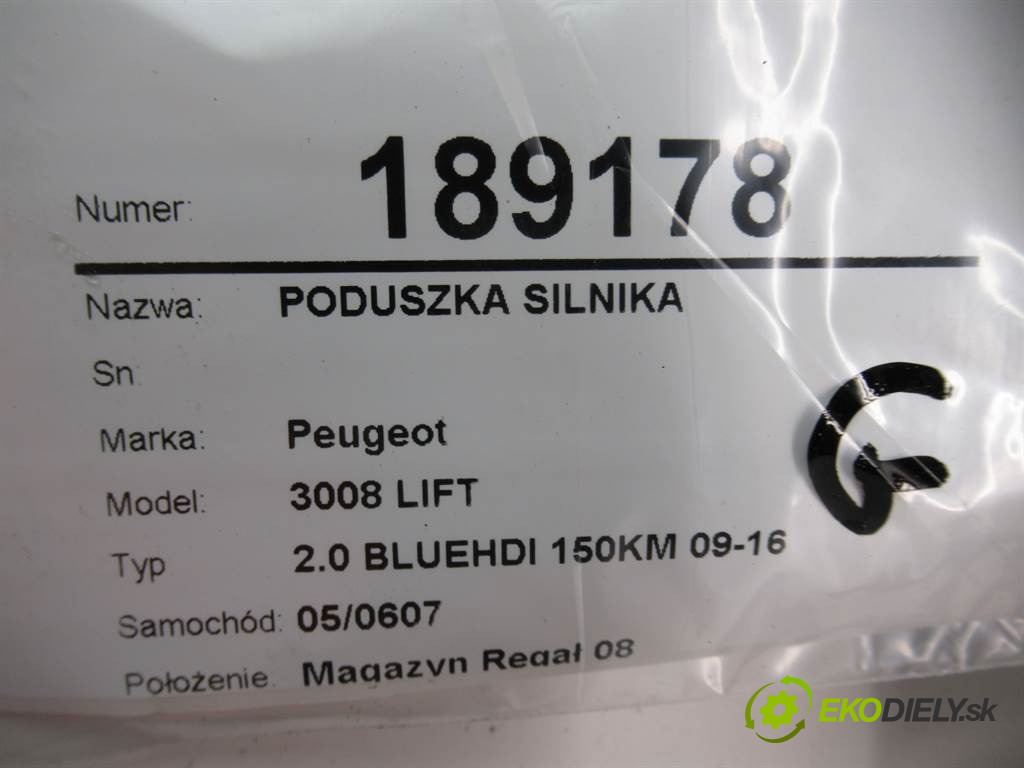 Numer: 189178
Nazwa: PODUSZKA SILNIKA
Sn
Marka: Peugeot
Model: 3008 LIFT
Typ 2.0 BLUEHDI 150KM 09-16
Samochód: 05/0607
Położenie: Magazyn Regał 08
G
EKODIELY.sk